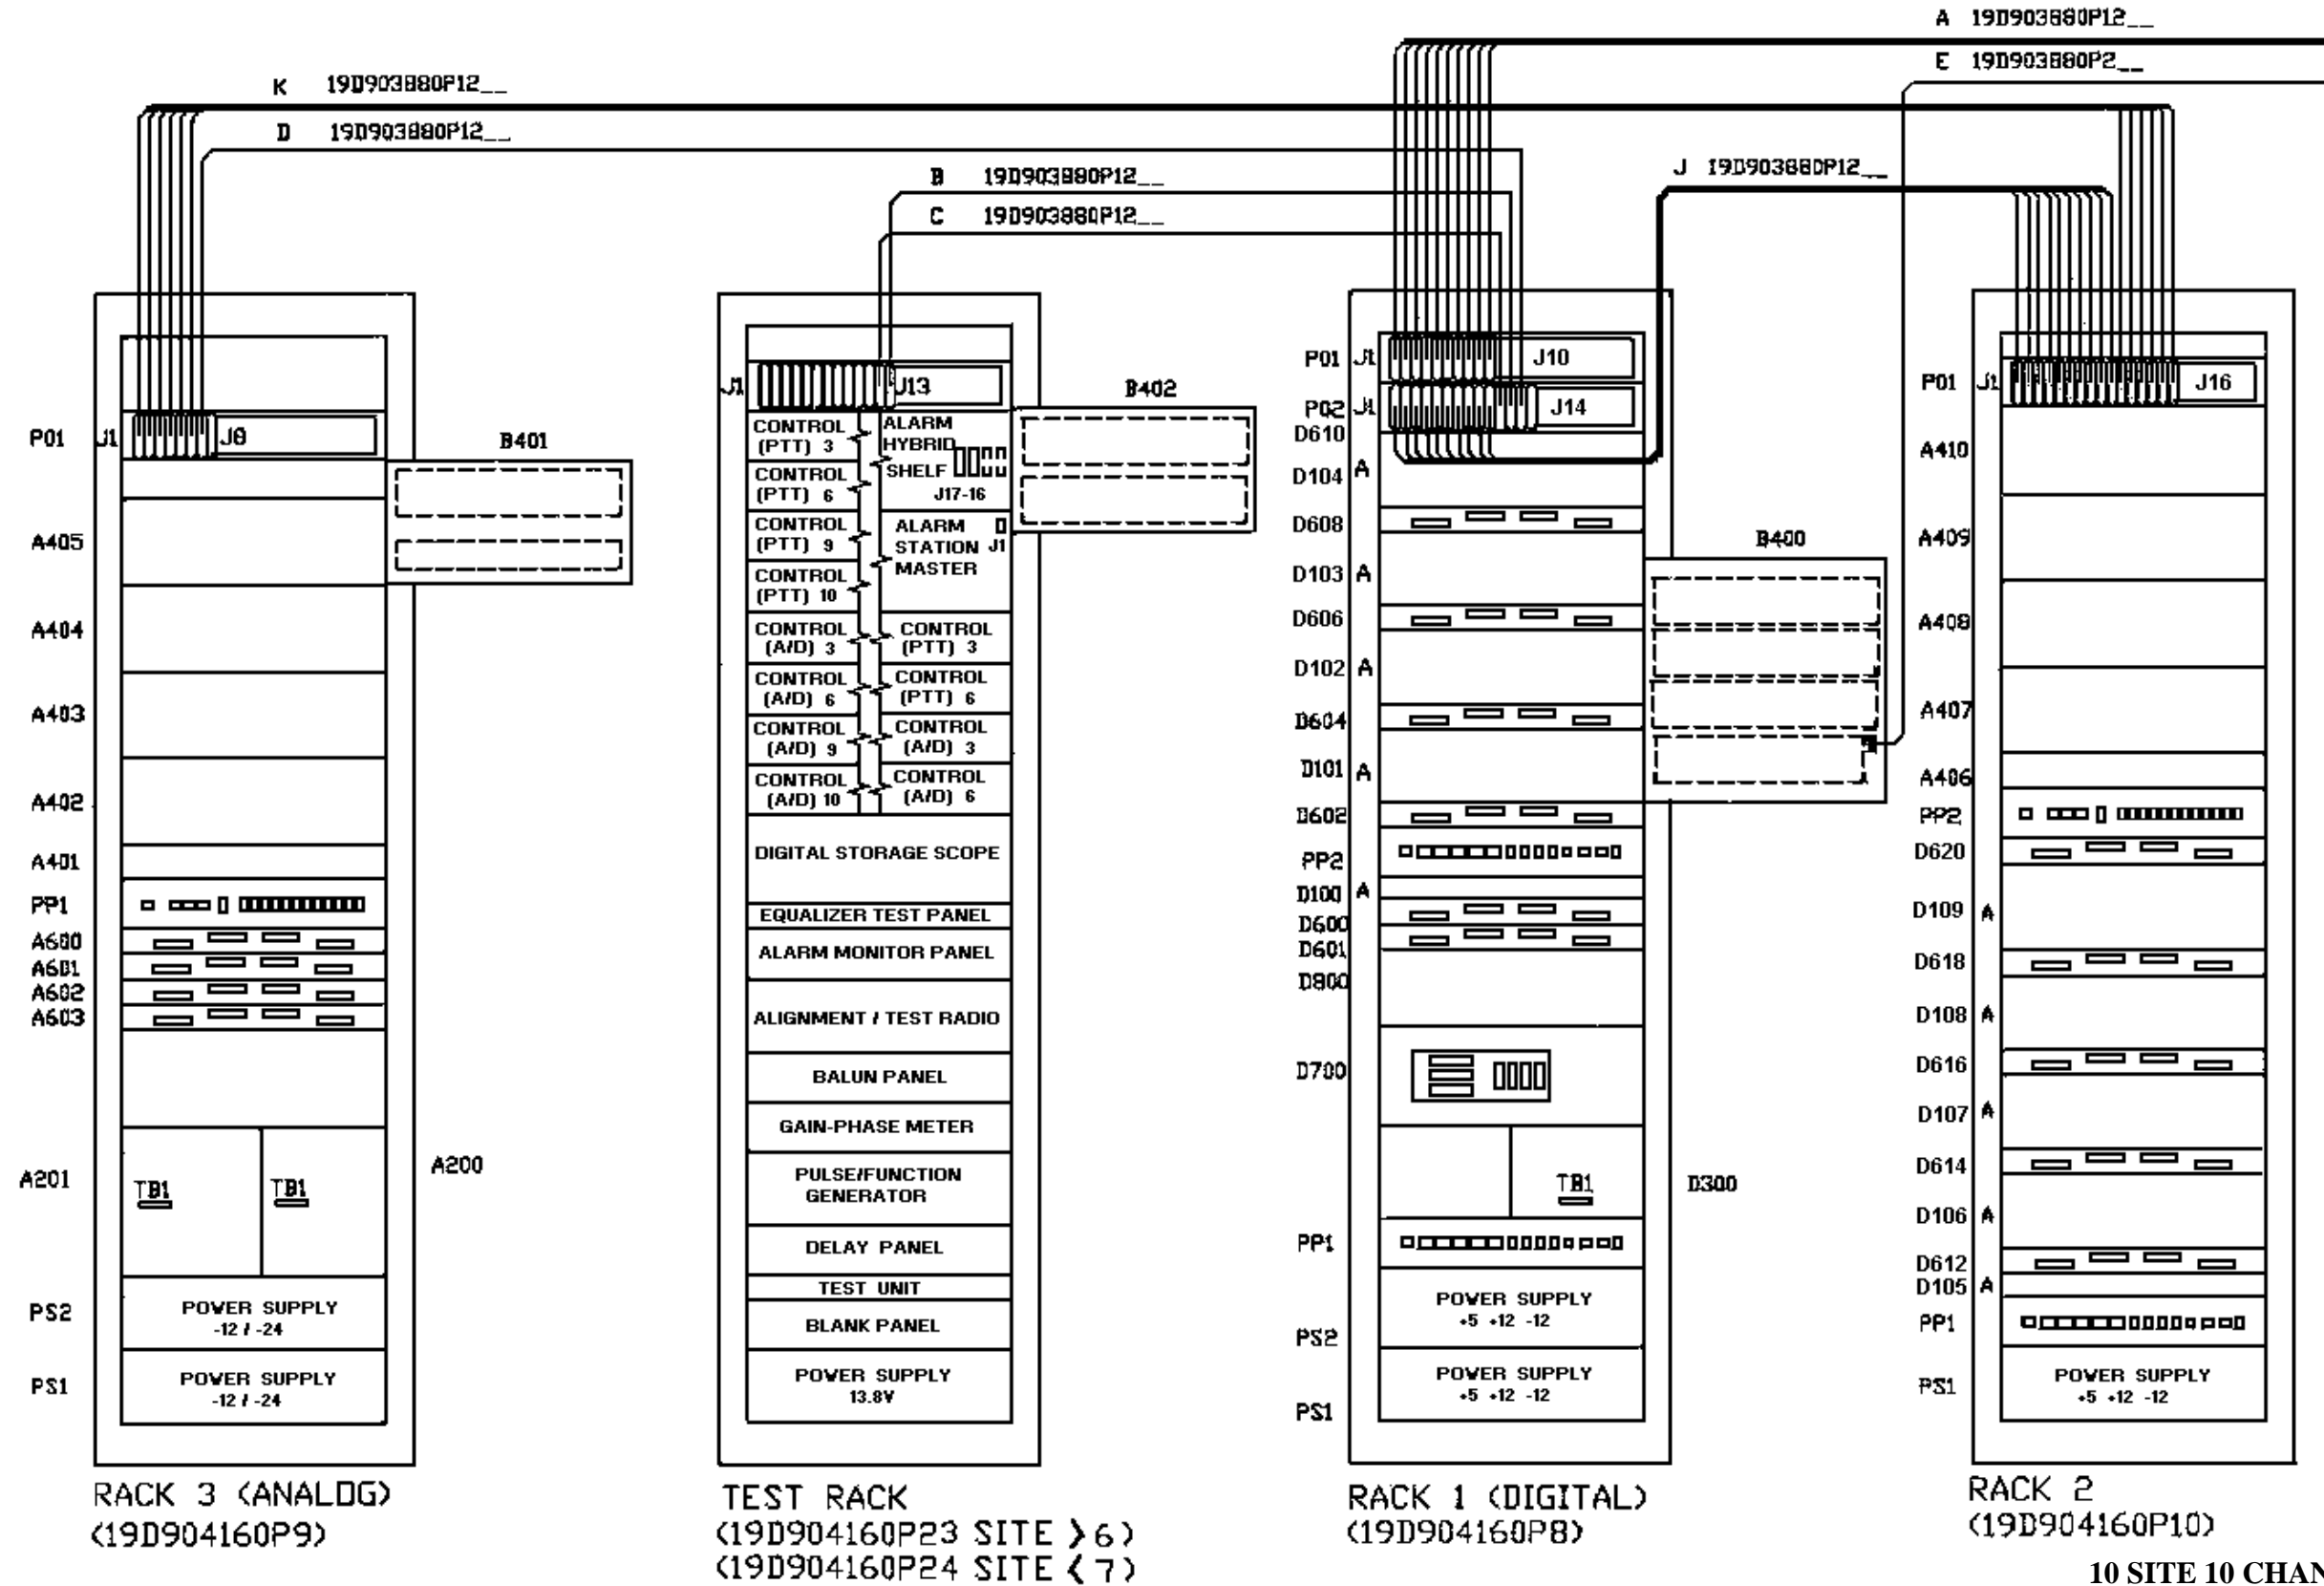 A 19D903880P12__
E 19D903880P2__
K 19D903880P12__
D 19D903880P12__
B 19D903880P12__
C 19D903880P12__
J 19D903880P12__
P01 J1 J8
B401
A405
A404
A403
A402
A401
PP1
A600
A601
A602
A603
A201
TB1 TB1
A200
PS2
POWER SUPPLY
-12 / -24
PS1
POWER SUPPLY
-12 / -24
RACK 3 (ANALOG)
(19D904160P9)
J1 J13
B402
CONTROL
(PTT) 3
CONTROL
(PTT) 6
CONTROL
(PTT) 9
CONTROL
(PTT) 10
CONTROL
(A/D) 3
CONTROL
(A/D) 6
CONTROL
(A/D) 9
CONTROL
(A/D) 10
ALARM
HYBRID
SHELF
J17-16
ALARM
STATION J1
MASTER
CONTROL
(PTT) 3
CONTROL
(PTT) 6
CONTROL
(A/D) 3
CONTROL
(A/D) 6
DIGITAL STORAGE SCOPE
EQUALIZER TEST PANEL
ALARM MONITOR PANEL
ALIGNMENT / TEST RADIO
BALUN PANEL
GAIN-PHASE METER
PULSE/FUNCTION
GENERATOR
DELAY PANEL
TEST UNIT
BLANK PANEL
POWER SUPPLY
13.8V
TEST RACK
(19D904160P23 SITE >6)
(19D904160P24 SITE <7)
P01 J1 J10
P02 J1 J14
D610
D104 A
D608
D103 A
D606
D102 A
D604
D101 A
D602
PP2
D100 A
D600
D601
D800
D700
B400
TB1
D300
PP1
PS2
POWER SUPPLY
+5 +12 -12
PS1
POWER SUPPLY
+5 +12 -12
RACK 1 (DIGITAL)
(19D904160P8)
P01 J1 J16
A410
A409
A408
A407
A406
PP2
D620
D109 A
D618
D108 A
D616
D107 A
D614
D106 A
D612
D105 A
PP1
PS1
POWER SUPPLY
+5 +12 -12
RACK 2
(19D904160P10)
10 SITE 10 CHAN